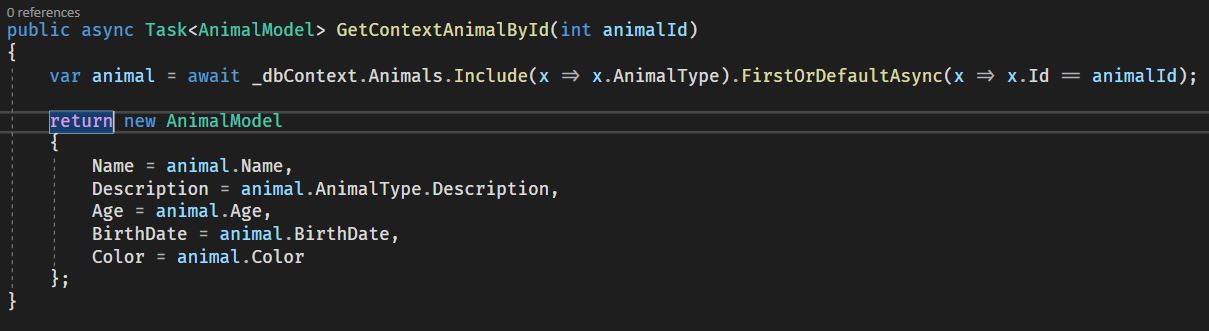 0 references
public async Task<AnimalModel> GetContextAnimalById(int animalId)
{
    var animal = await _dbContext.Animals.Include(x => x.AnimalType).FirstOrDefaultAsync(x => x.Id == animalId);
    return new AnimalModel
    {
        Name = animal.Name,
        Description = animal.AnimalType.Description,
        Age = animal.Age,
        BirthDate = animal.BirthDate,
        Color = animal.Color
    };
}